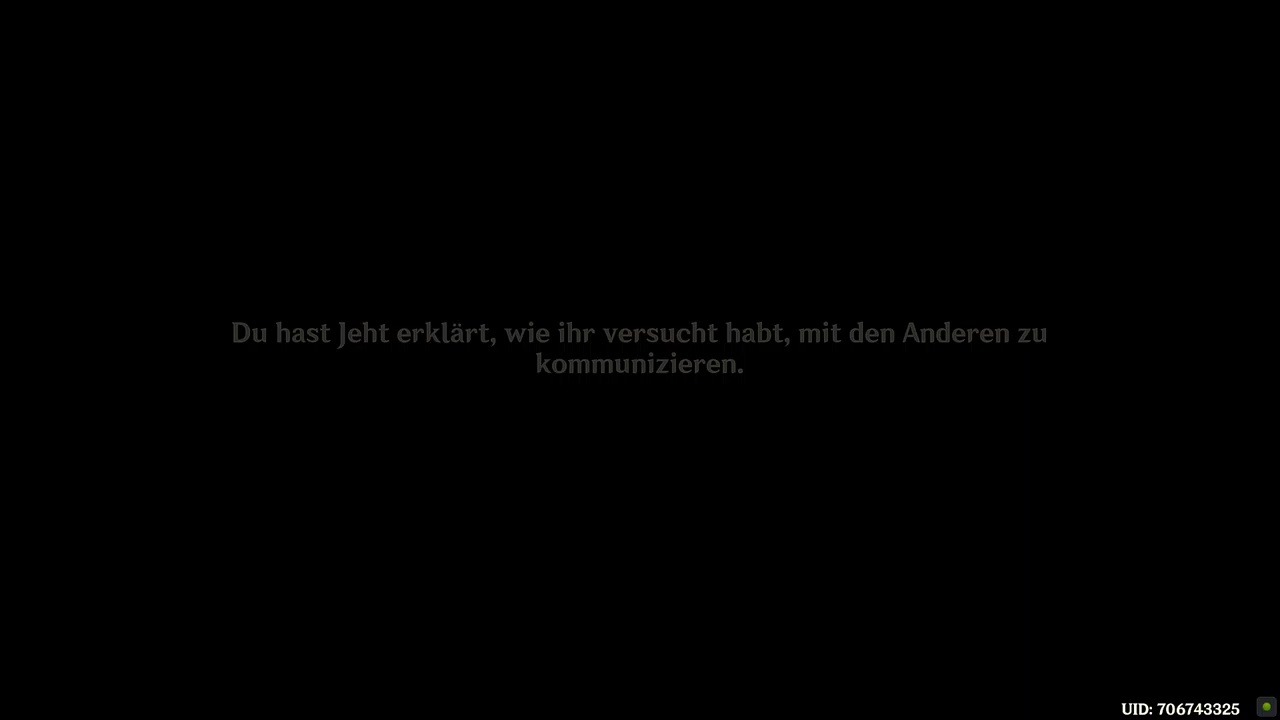 Du hast Jeht erklärt, wie ihr versucht habt, mit den Anderen zu
kommunizieren.
UID: 706743325